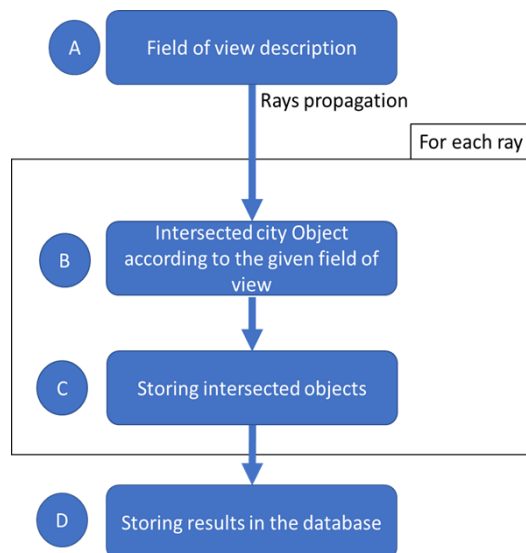 A
Field of view description
Rays propagation
For each ray
B
Intersected city Object
according to the given field of
view
C
Storing intersected objects
D
Storing results in the database